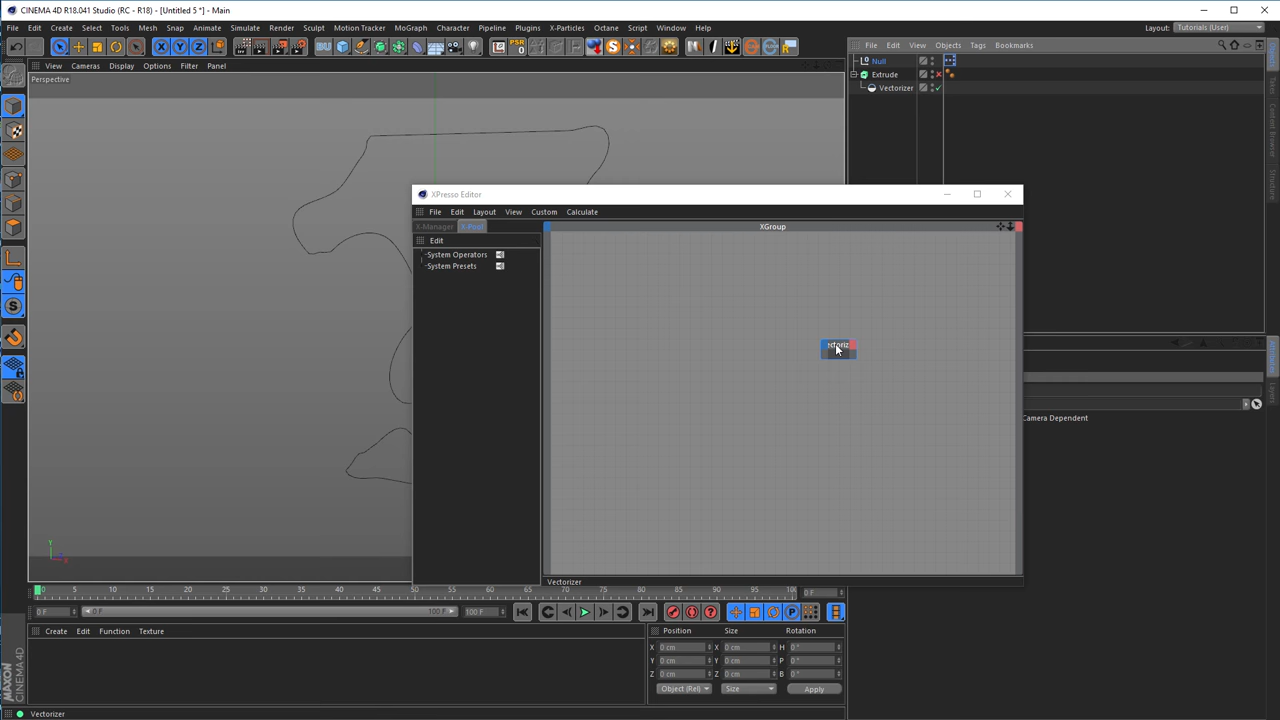 CINEMA 4D R18.041 Studio (RC - R18) - [Untitled 5 *] - Main
File Edit Create Select Tools Mesh Snap Animate Simulate Render Sculpt Motion Tracker MoGraph Character Pipeline Plugins X-Particles Octane Script Window Help Layout: Tutorials (User)
PSR
File Edit View Objects Tags Bookmarks
View Cameras Display Options Filter Panel
Perspective
Null
Extrude
Vectorizer
XPresso Editor
File Edit Layout View Custom Calculate
X-Manager X-Pool
XGroup
Edit
System Operators
System Presets
Camera Dependent
Vectorizer
0 5 10 15 20 25 30 35 40 45 50 55 60 65 70 75 80 85 90 95 100 0 F
0 F 0 F 100 F 100 F
Create Edit Function Texture
Position Size Rotation
X 0 cm X 0 cm H 0 °
Y 0 cm Y 0 cm P 0 °
Z 0 cm Z 0 cm B 0 °
Object (Rel) Size Apply
MAXON CINEMA 4D
Vectorizer